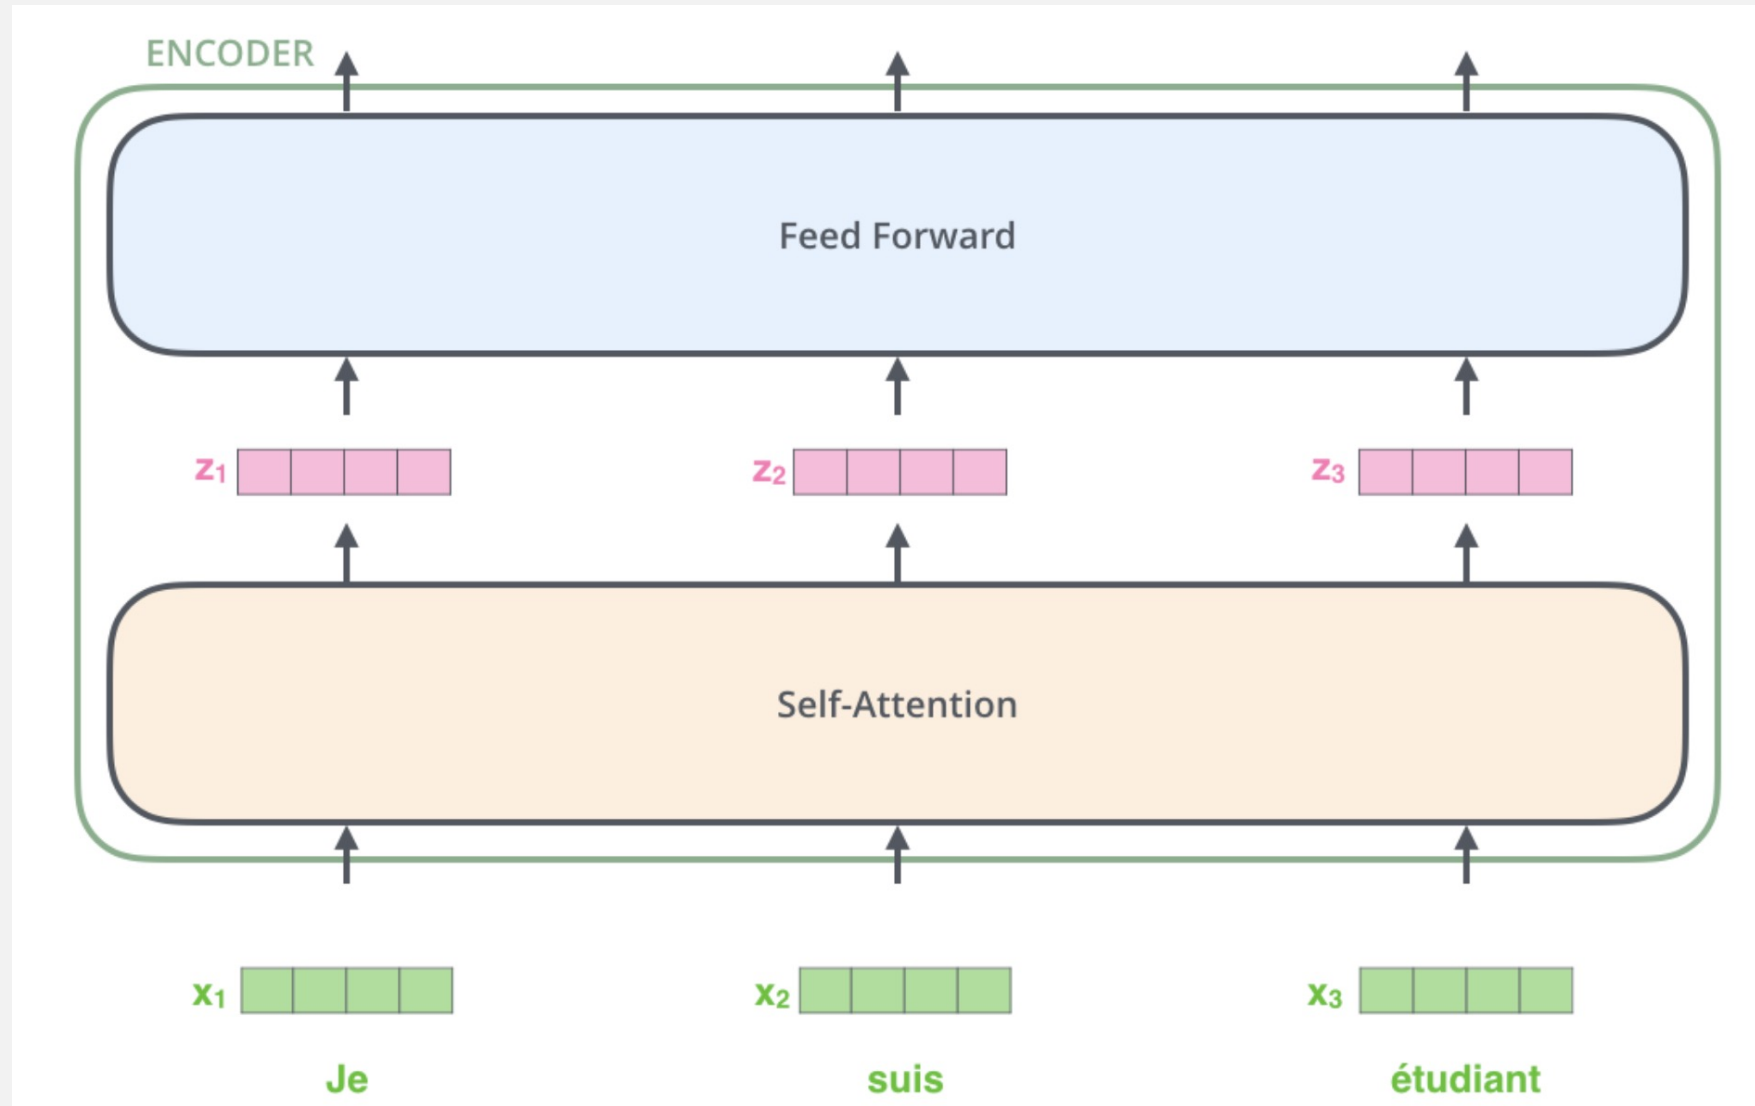 ENCODER
Feed Forward
z1 z2 z3
Self-Attention
x1 x2 x3
Je suis étudiant